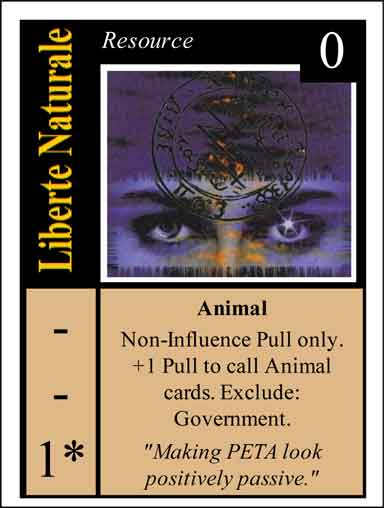 Resource
0
Liberte Naturale
-
-
1*
Animal
Non-Influence Pull only.
+1 Pull to call Animal
cards. Exclude:
Government.
"Making PETA look
positively passive."